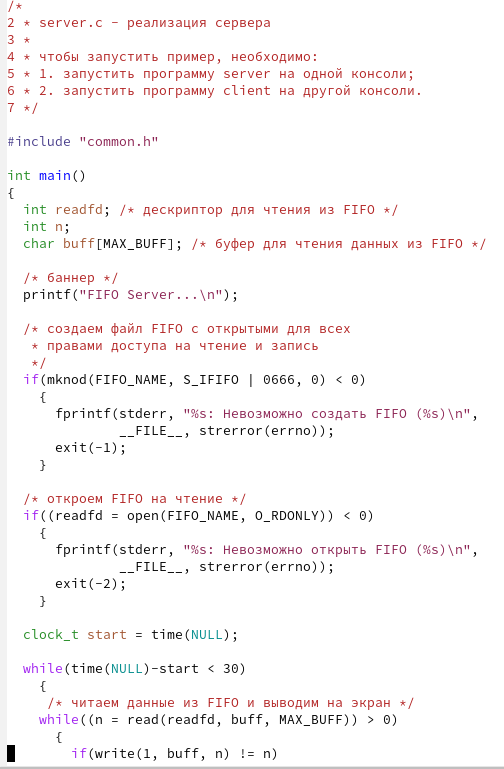 /*
2 * server.c - реализация сервера
3 *
4 * чтобы запустить пример, необходимо:
5 * 1. запустить программу server на одной консоли;
6 * 2. запустить программу client на другой консоли.
7 */

#include "common.h"

int main()
{
  int readfd; /* дескриптор для чтения из FIFO */
  int n;
  char buff[MAX_BUFF]; /* буфер для чтения данных из FIFO */

  /* баннер */
  printf("FIFO Server...\n");

  /* создаем файл FIFO с открытыми для всех
   * правами доступа на чтение и запись
   */
  if(mknod(FIFO_NAME, S_IFIFO | 0666, 0) < 0)
    {
      fprintf(stderr, "%s: Невозможно создать FIFO (%s)\n",
              __FILE__, strerror(errno));
      exit(-1);
    }

  /* откроем FIFO на чтение */
  if((readfd = open(FIFO_NAME, O_RDONLY)) < 0)
    {
      fprintf(stderr, "%s: Невозможно открыть FIFO (%s)\n",
              __FILE__, strerror(errno));
      exit(-2);
    }

  clock_t start = time(NULL);

  while(time(NULL)-start < 30)
    {
     /* читаем данные из FIFO и выводим на экран */
    while((n = read(readfd, buff, MAX_BUFF)) > 0)
      {
        if(write(1, buff, n) != n)